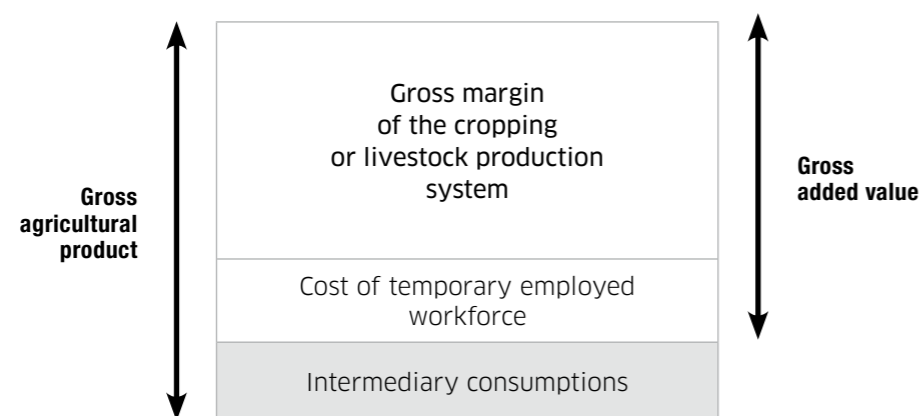 Gross margin
of the cropping
or livestock production
system
Gross
agricultural
product
Gross
added value
Cost of temporary employed
workforce
Intermediary consumptions